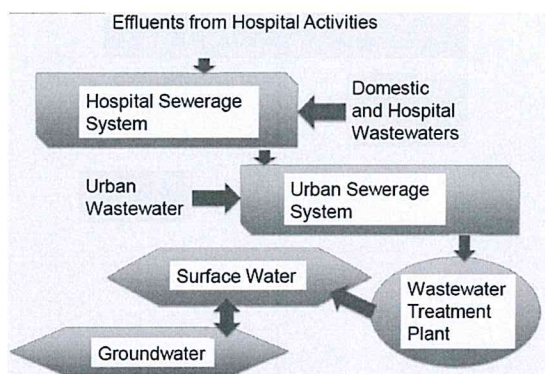 Effluents from Hospital Activities
Hospital Sewerage
System
Domestic
and Hospital
Wastewaters
Urban
Wastewater
Urban Sewerage
System
Surface Water
Wastewater
Treatment
Plant
Groundwater